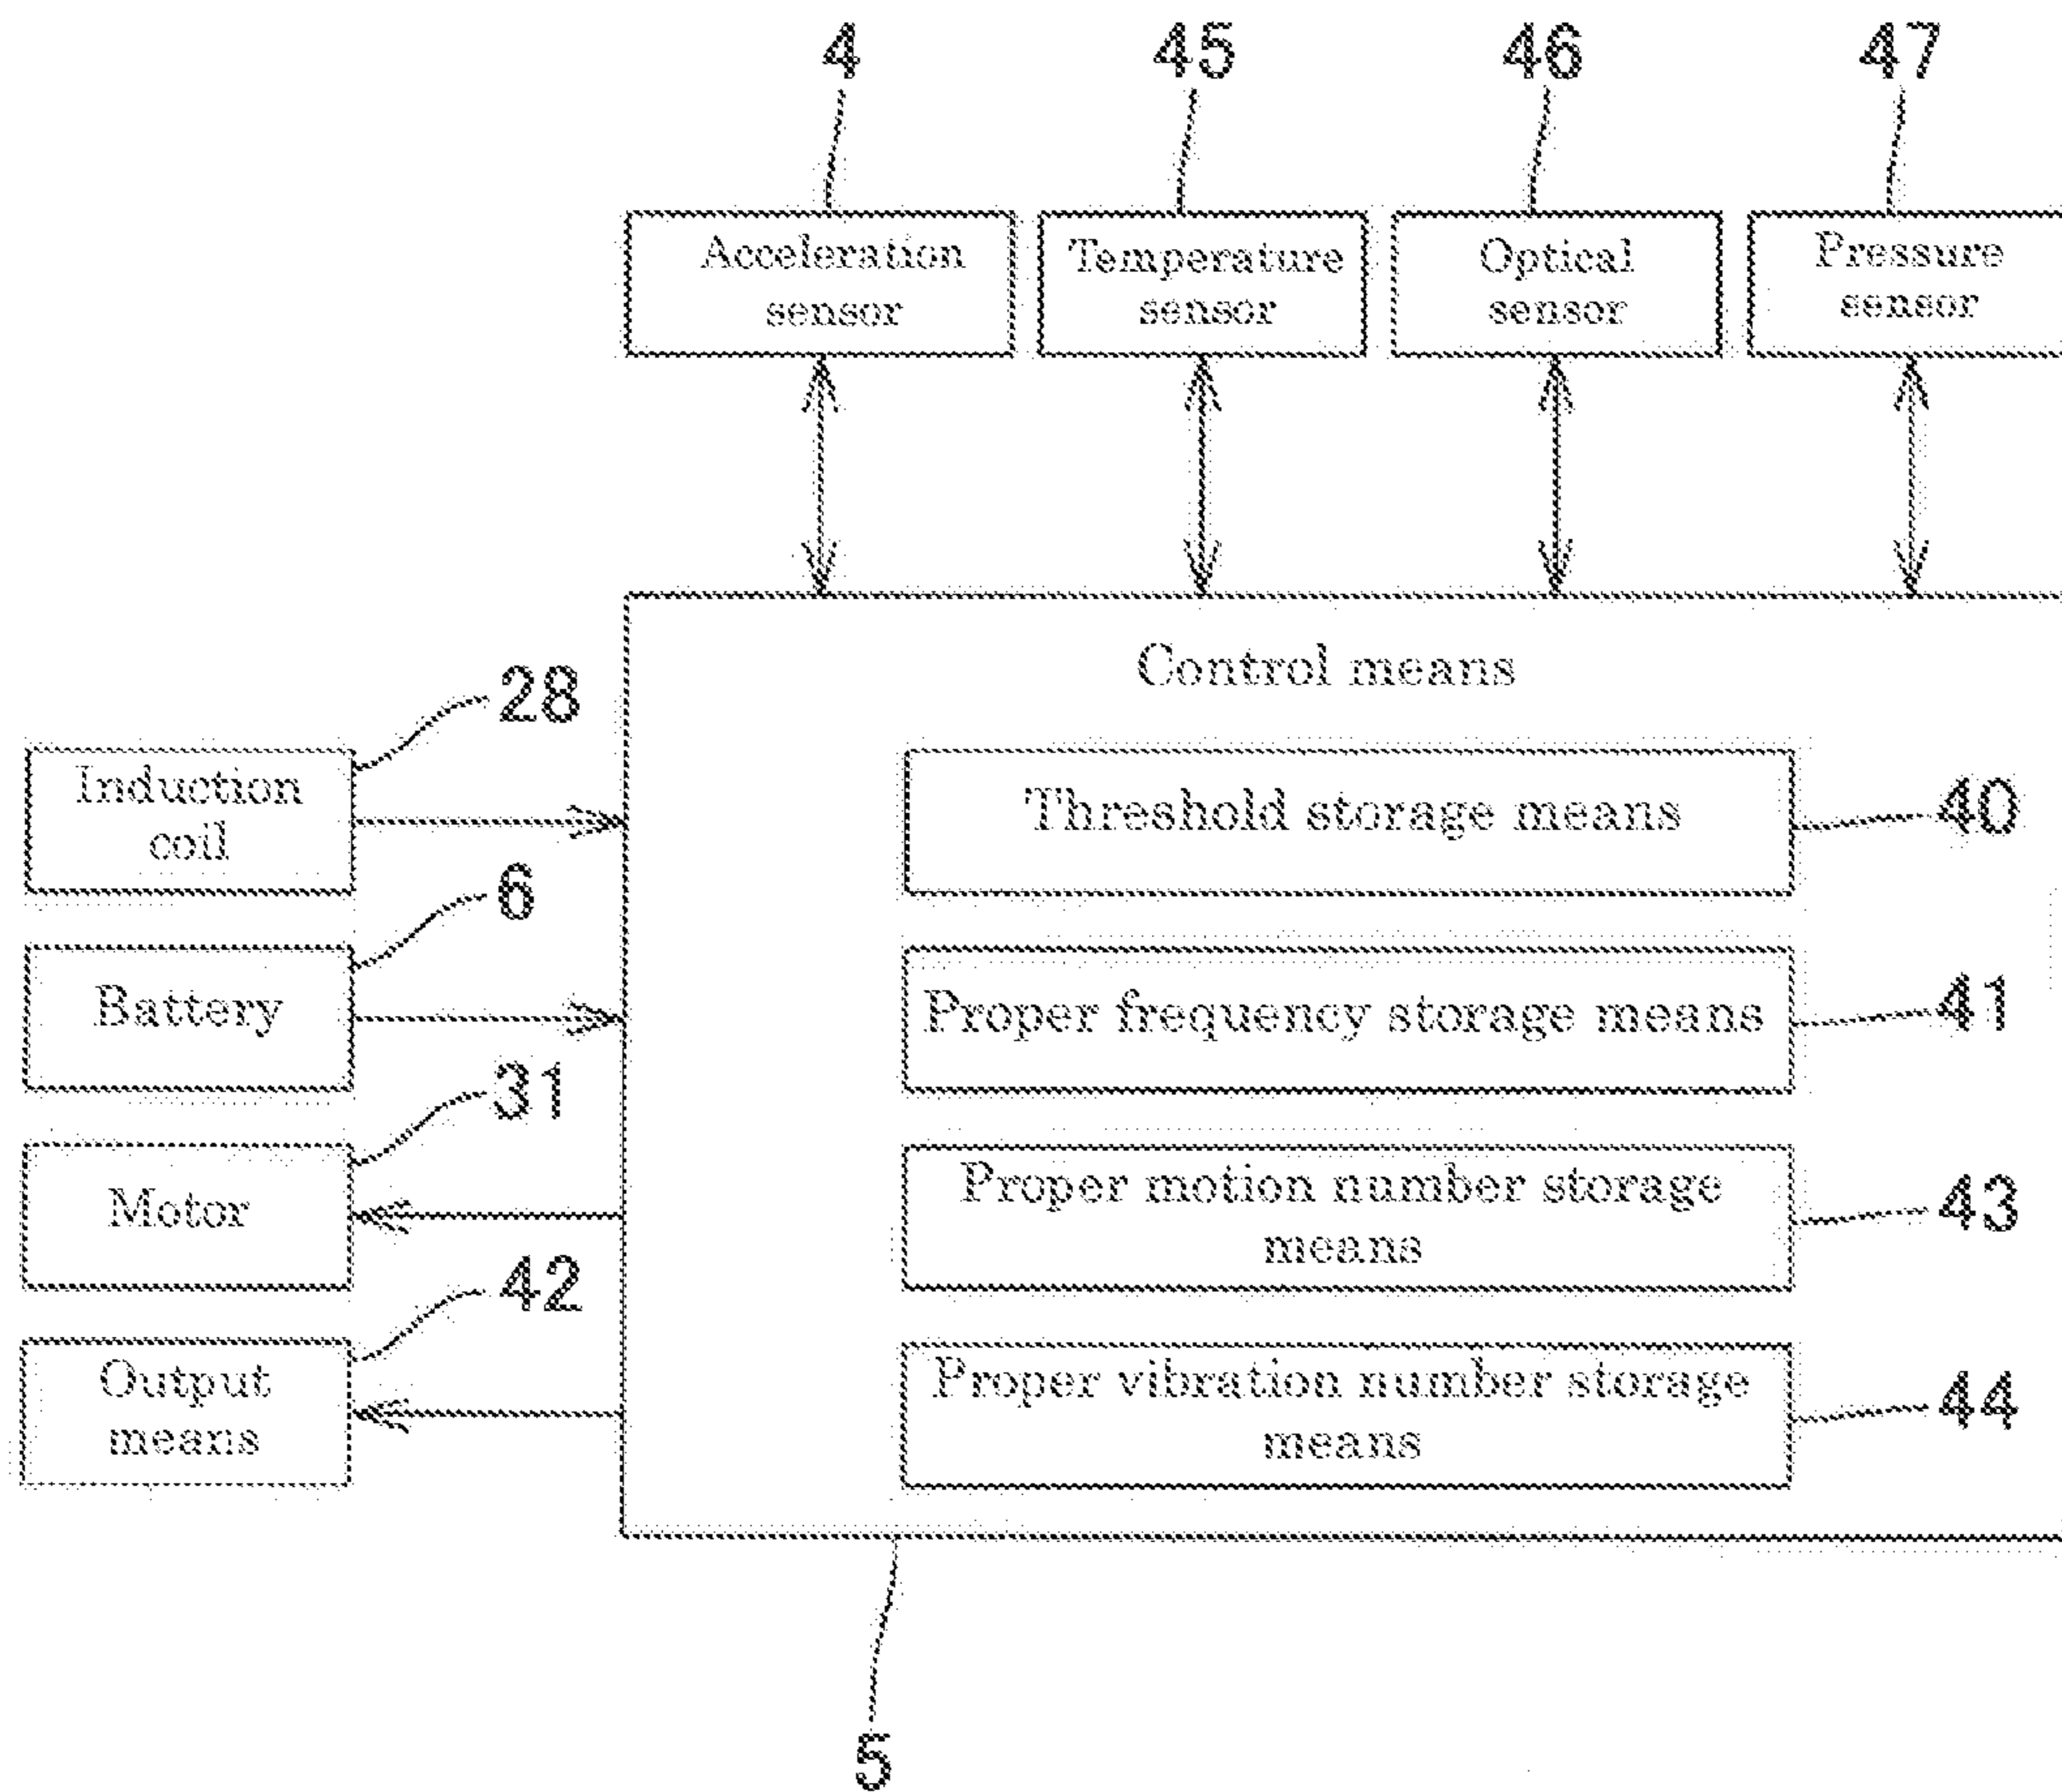 4 45 46 47
Acceleration
sensor
Temperature
sensor
Optical
sensor
Pressure
sensor
Control means
28
Induction
coil
Threshold storage means
40
6
Battery
Proper frequency storage means
41
31
Motor
Proper motion number storage
means
43
42
Output
means
Proper vibration number storage
means
44
5